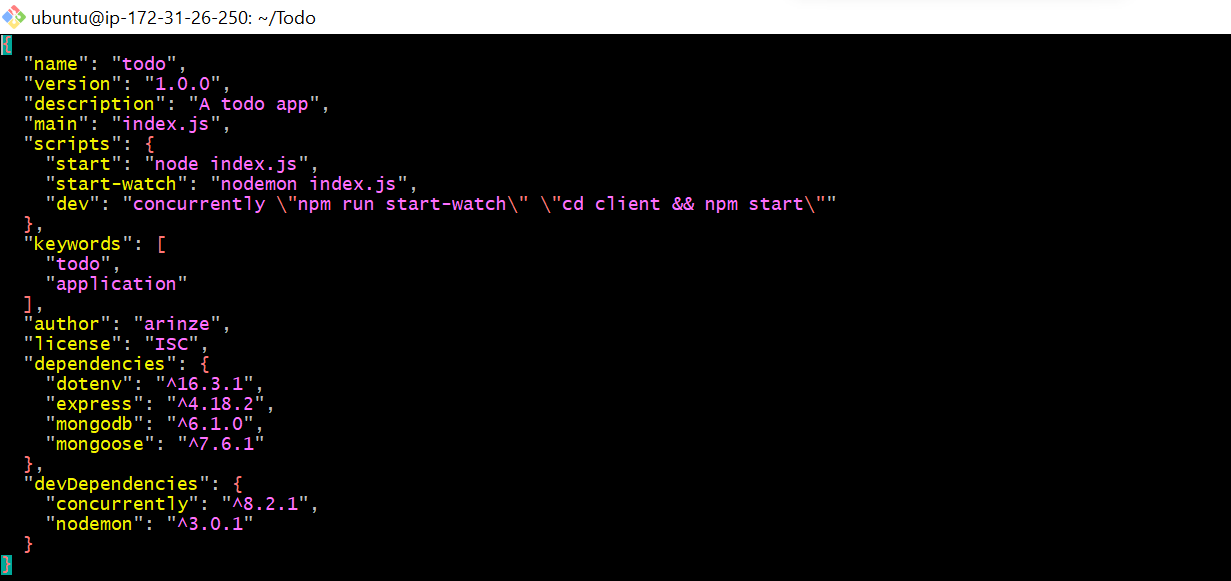 ubuntu@ip-172-31-26-250: ~/Todo
{
  "name": "todo",
  "version": "1.0.0",
  "description": "A todo app",
  "main": "index.js",
  "scripts": {
    "start": "node index.js",
    "start-watch": "nodemon index.js",
    "dev": "concurrently \"npm run start-watch\" \"cd client && npm start\""
  },
  "keywords": [
    "todo",
    "application"
  ],
  "author": "arinze",
  "license": "ISC",
  "dependencies": {
    "dotenv": "^16.3.1",
    "express": "^4.18.2",
    "mongodb": "^6.1.0",
    "mongoose": "^7.6.1"
  },
  "devDependencies": {
    "concurrently": "^8.2.1",
    "nodemon": "^3.0.1"
  }
}